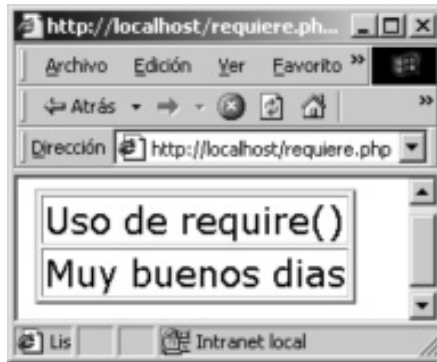 http://localhost/requiere.ph...
Archivo Edición Ver Favorito »
Atrás »
Dirección http://localhost/requiere.php
Uso de require()
Muy buenos dias
Lis Intranet local